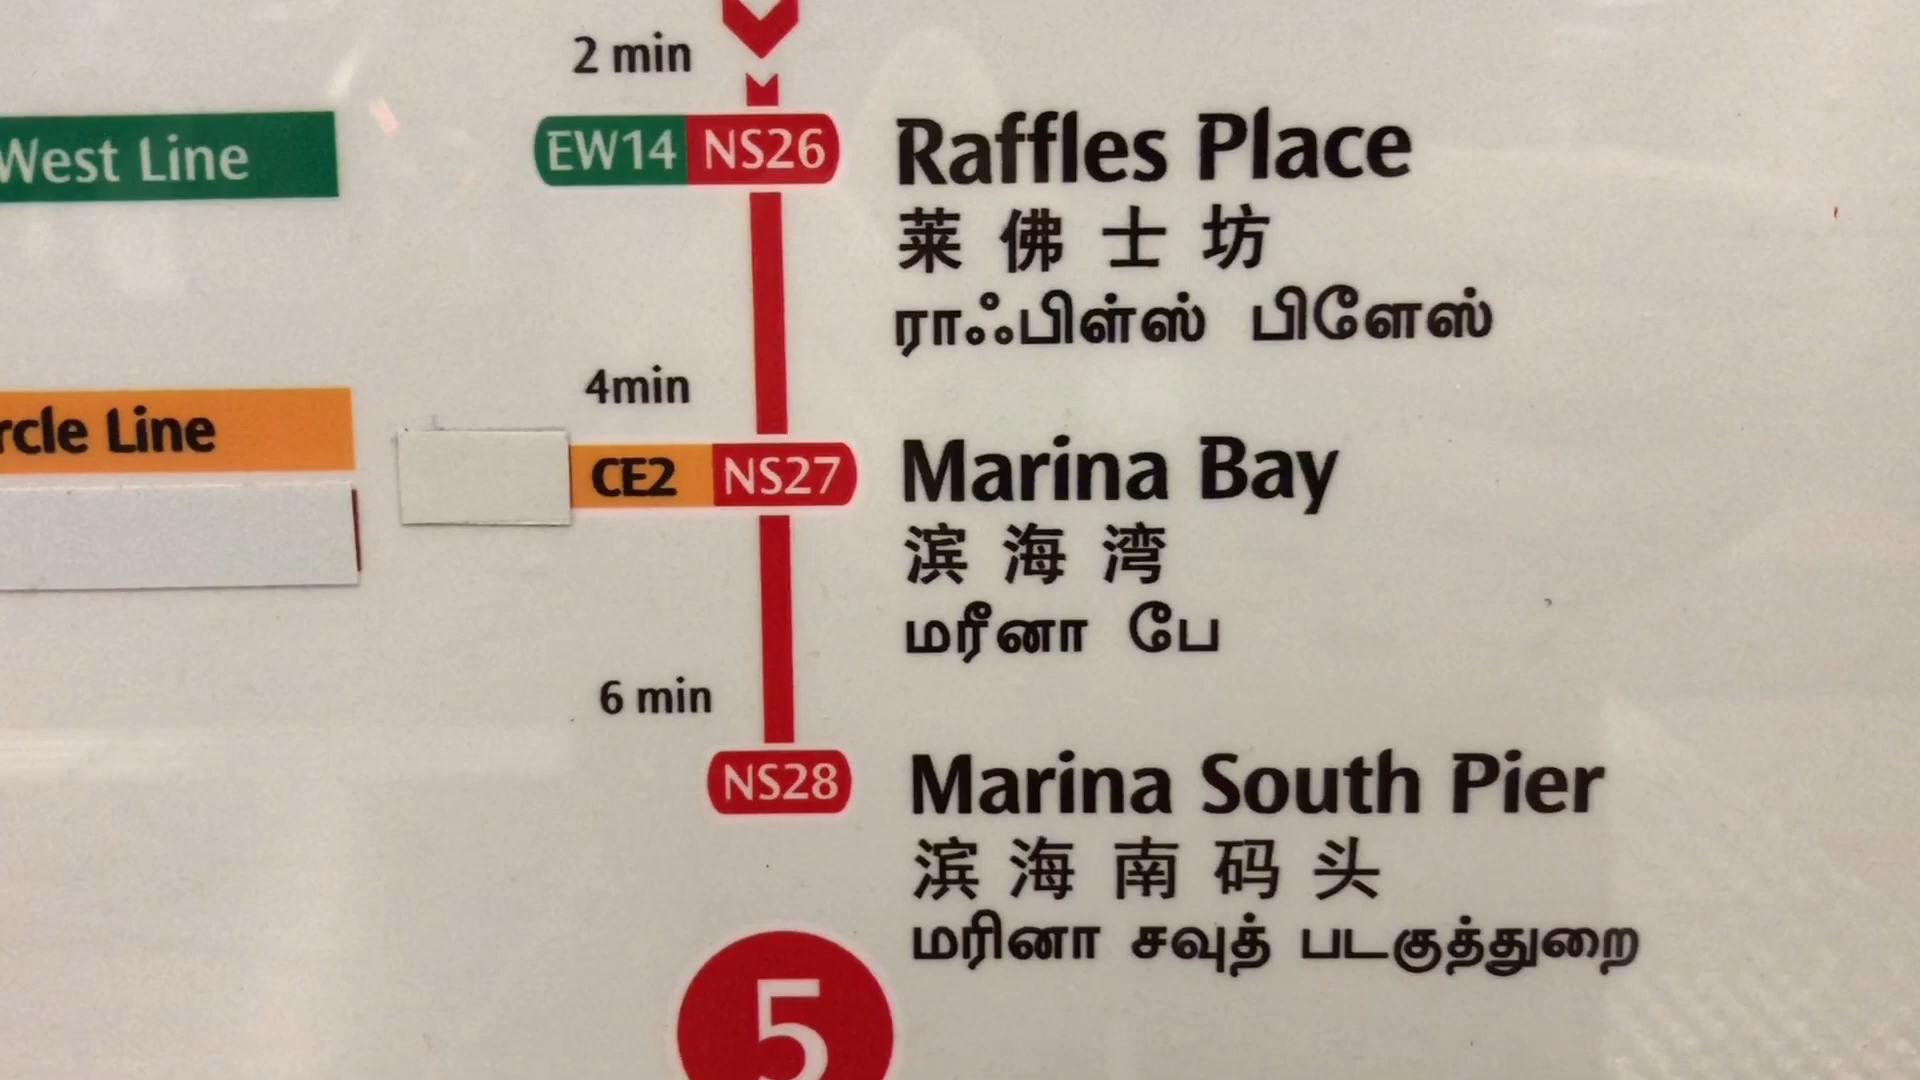 2 min
West Line
EW14 NS26 Raffles Place
莱佛士坊
ராஃபிள்ஸ் பிளேஸ்
4min
rcle Line
CE2 NS27 Marina Bay
滨海湾
மரீனா பே
6 min
NS28 Marina South Pier
滨海南码头
மரினா சவுத் படகுத்துறை
5